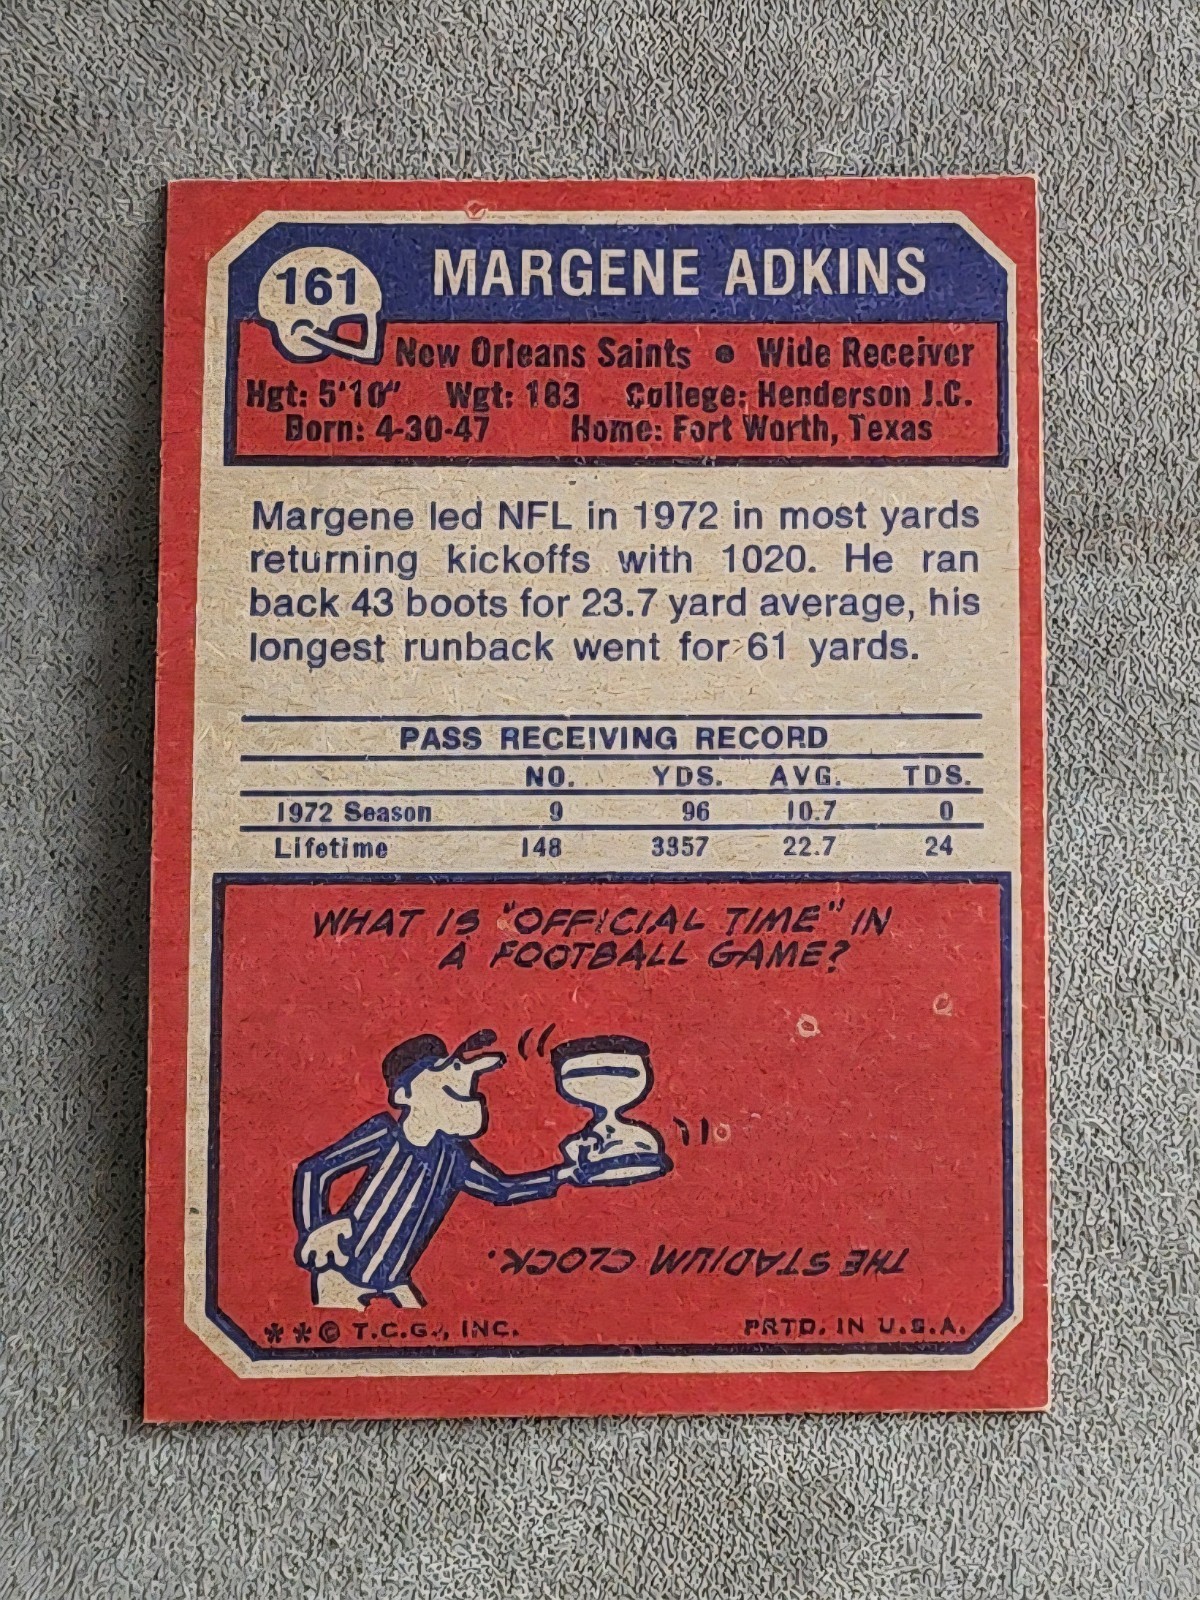 161
MARGENE ADKINS
New Orleans Saints • Wide Receiver
Hgt: 5'10" Wgt: 183 College: Henderson J.C.
Born: 4-30-47 Home: Fort Worth, Texas
Margene led NFL in 1972 in most yards
returning kickoffs with 1020. He ran
back 43 boots for 23.7 yard average, his
longest runback went for 61 yards.
PASS RECEIVING RECORD
NO. YDS. AVG. TDS.
1972 Season 9 96 10.7 0
Lifetime 148 3357 22.7 24
WHAT IS "OFFICIAL TIME" IN
A FOOTBALL GAME?
THE STADIUM CLOCK.
**© T.C.G., INC. PRTD. IN U.S.A.